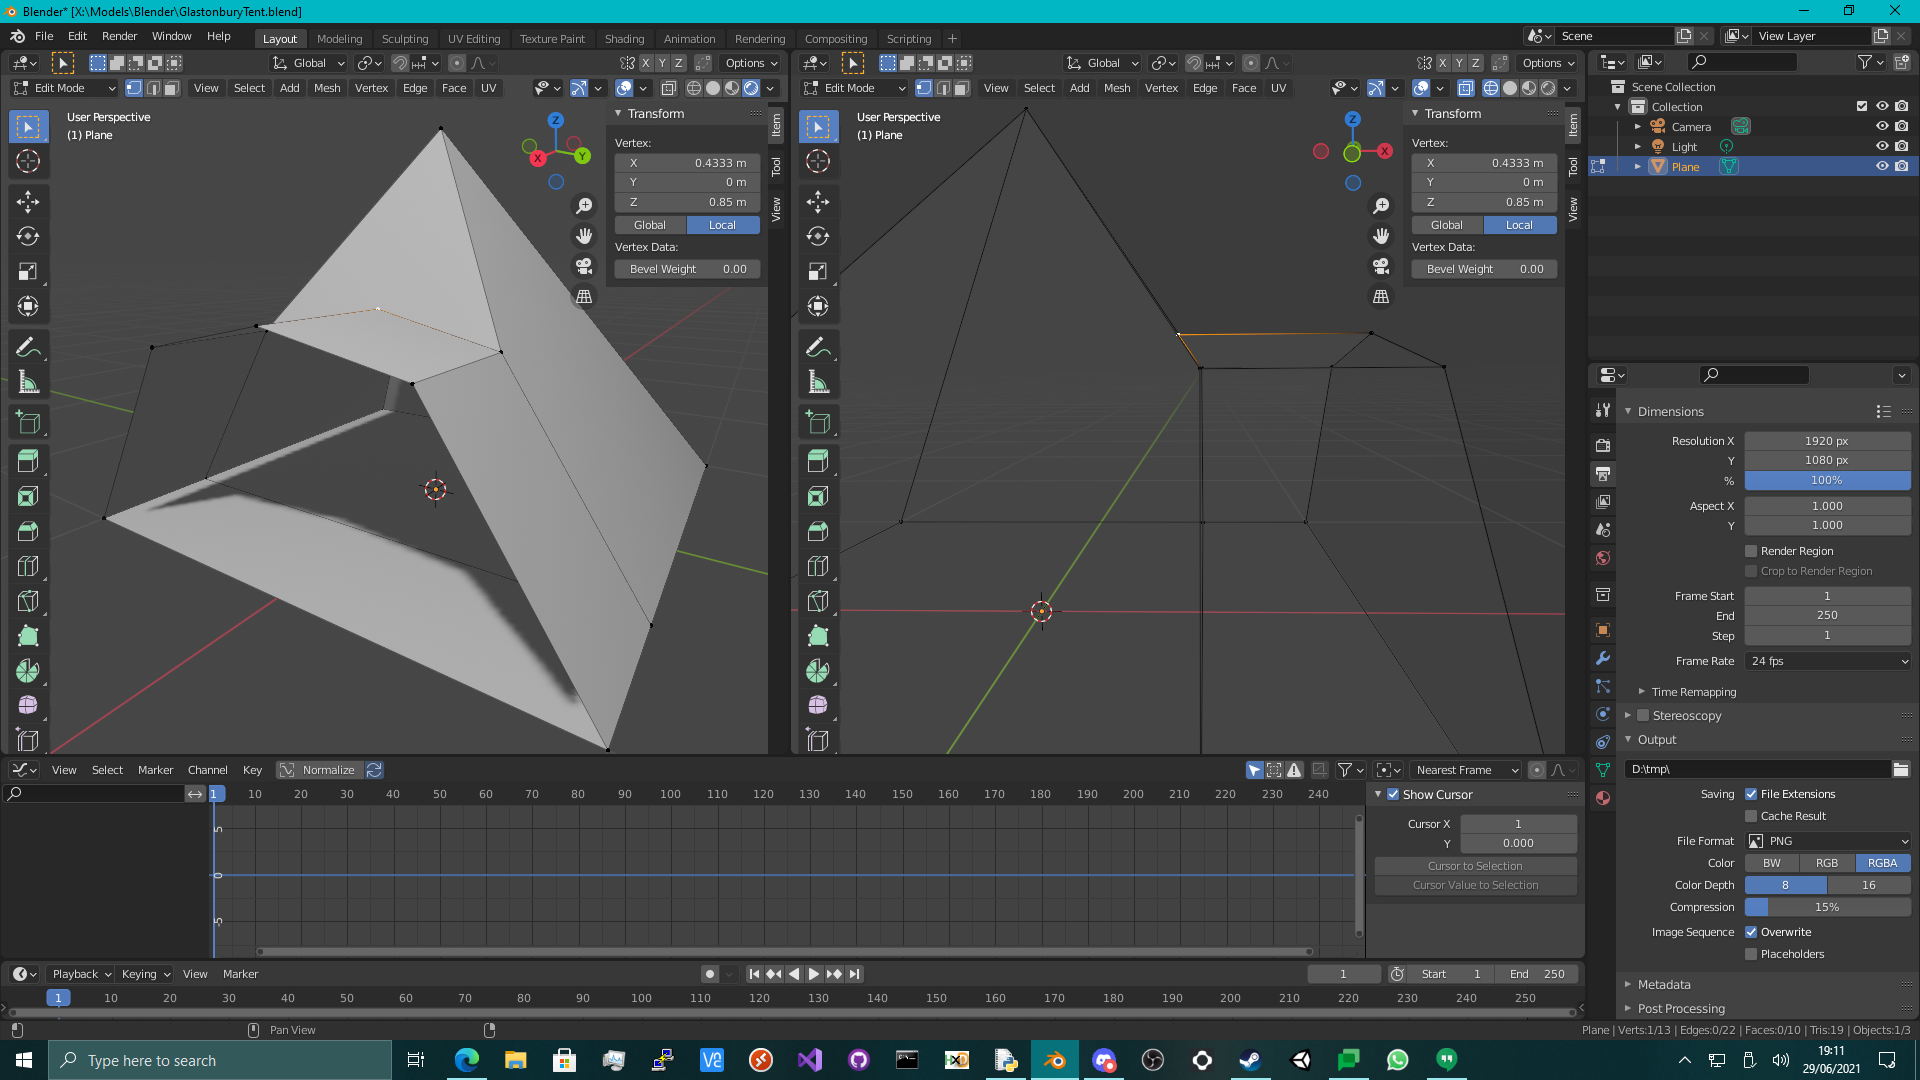 Blender* [X:\Models\Blender\GlastonburyTent.blend]
File Edit Render Window Help Layout Modeling Sculpting UV Editing Texture Paint Shading Animation Rendering Compositing Scripting + Scene View Layer
Global X Y Z Options
Global X Y Z Options
Edit Mode View Select Add Mesh Vertex Edge Face UV
Edit Mode View Select Add Mesh Vertex Edge Face UV
User Perspective
(1) Plane
Transform
Vertex:
X 0.4333 m
Y 0 m
Z 0.85 m
Global Local
Vertex Data:
Bevel Weight 0.00
Item
Tool
View
Z
X
Y
User Perspective
(1) Plane
Transform
Vertex:
X 0.4333 m
Y 0 m
Z 0.85 m
Global Local
Vertex Data:
Bevel Weight 0.00
Item
Tool
View
Z
X
Scene Collection
Collection
Camera
Light
Plane
Dimensions
Resolution X 1920 px
Y 1080 px
% 100%
Aspect X 1.000
Y 1.000
Render Region
Crop to Render Region
Frame Start 1
End 250
Step 1
Frame Rate 24 fps
Time Remapping
Stereoscopy
Output
D:\tmp\
Saving File Extensions
Cache Result
File Format PNG
Color BW RGB RGBA
Color Depth 8 16
Compression 15%
Image Sequence Overwrite
Placeholders
Metadata
Post Processing
View Select Marker Channel Key Normalize Nearest Frame
1 10 20 30 40 50 60 70 80 90 100 110 120 130 140 150 160 170 180 190 200 210 220 230 240
5
0
-5
Show Cursor
Cursor X 1
Y 0.000
Cursor to Selection
Cursor Value to Selection
Playback Keying View Marker 1 Start 1 End 250
1 10 20 30 40 50 60 70 80 90 100 110 120 130 140 150 160 170 180 190 200 210 220 230 240 250
Pan View
Plane | Verts:1/13 | Edges:0/22 | Faces:0/10 | Tris:19 | Objects:1/3
Type here to search
19:11
29/06/2021